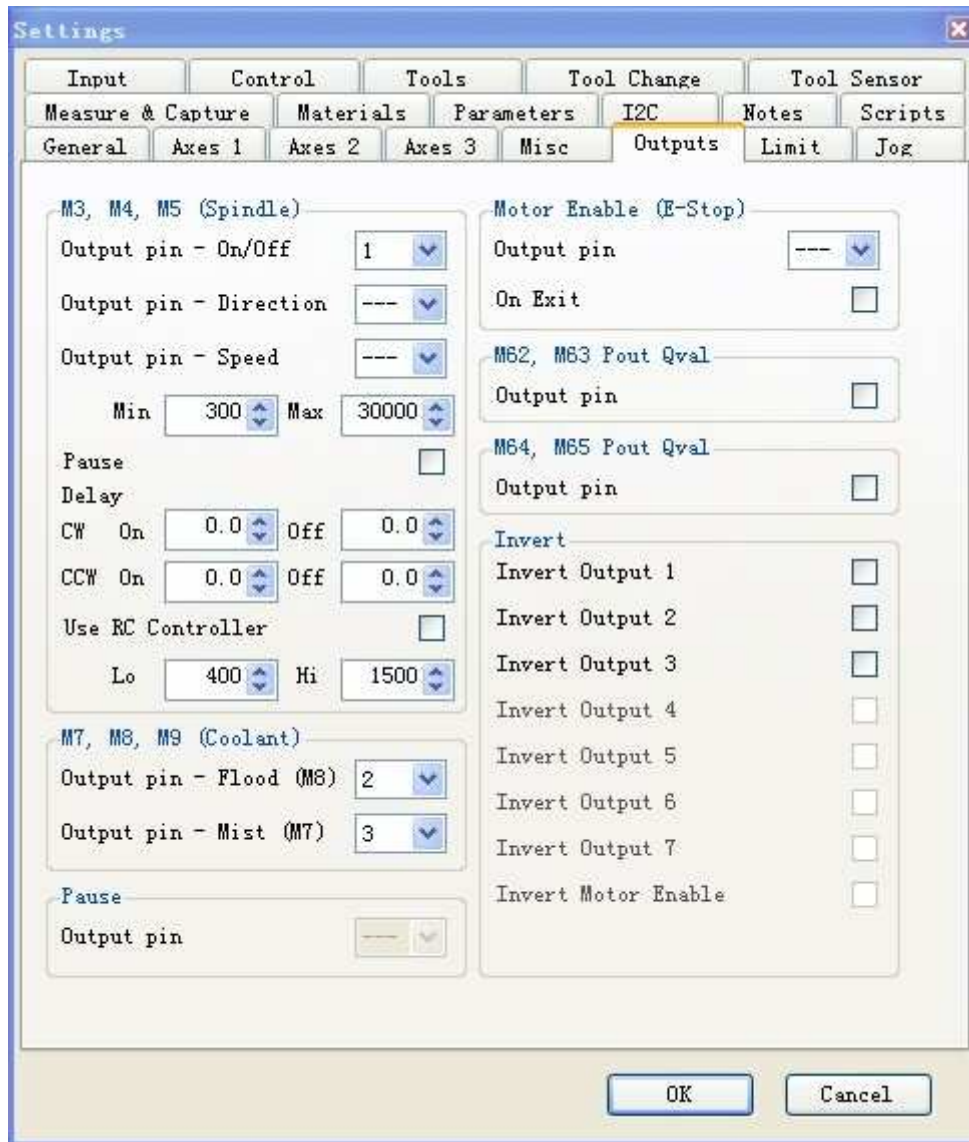 Settings
Input Control Tools Tool Change Tool Sensor
Measure & Capture Materials Parameters I2C Notes Scripts
General Axes 1 Axes 2 Axes 3 Misc Outputs Limit Jog
M3, M4, M5 (Spindle)
Output pin - On/Off 1
Output pin - Direction ---
Output pin - Speed ---
Min 300 Max 30000
Pause
Delay
CW On 0.0 Off 0.0
CCW On 0.0 Off 0.0
Use RC Controller
Lo 400 Hi 1500
M7, M8, M9 (Coolant)
Output pin - Flood (M8) 2
Output pin - Mist (M7) 3
Pause
Output pin ---
Motor Enable (E-Stop)
Output pin ---
On Exit
M62, M63 Pout Qval
Output pin
M64, M65 Pout Qval
Output pin
Invert
Invert Output 1
Invert Output 2
Invert Output 3
Invert Output 4
Invert Output 5
Invert Output 6
Invert Output 7
Invert Motor Enable
OK Cancel